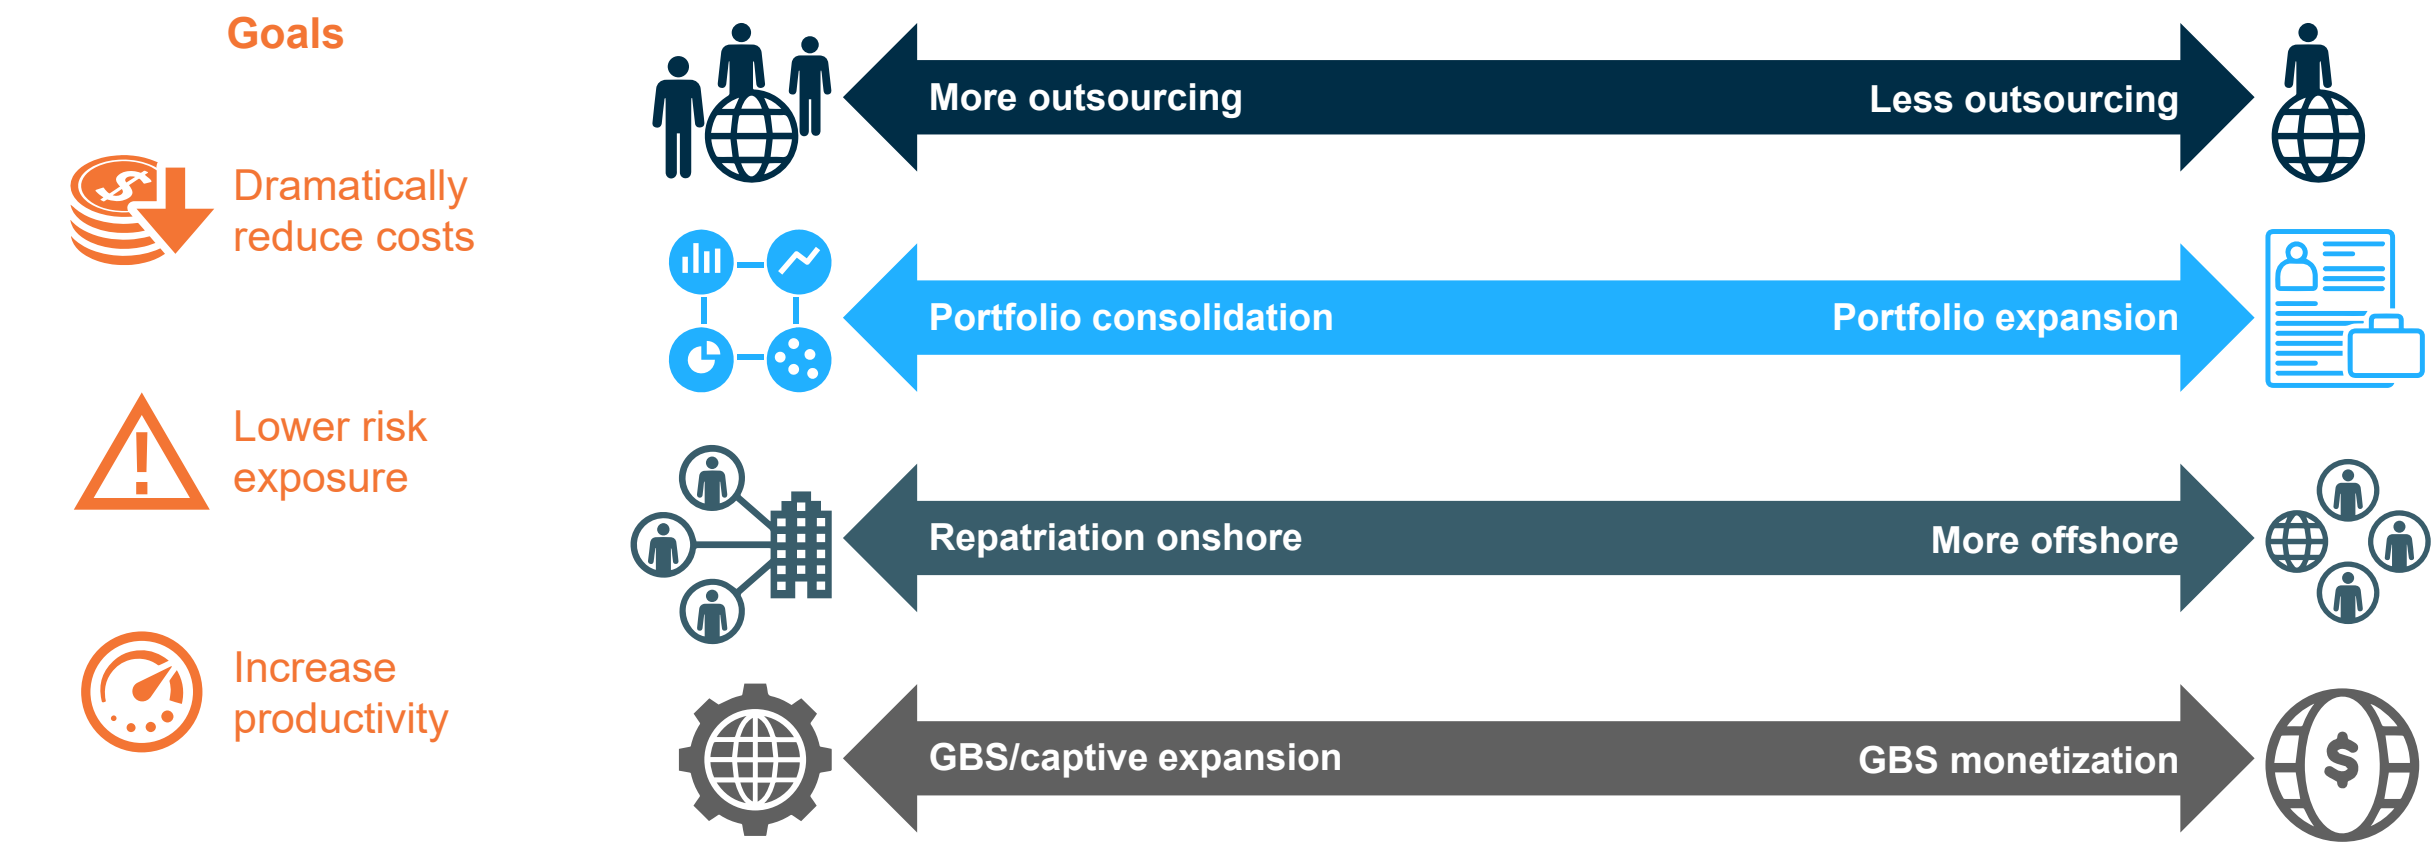 Goals
Dramatically
reduce costs
Lower risk
exposure
Increase
productivity
More outsourcing
Less outsourcing
Portfolio consolidation
Portfolio expansion
Repatriation onshore
More offshore
GBS/captive expansion
GBS monetization
$
$